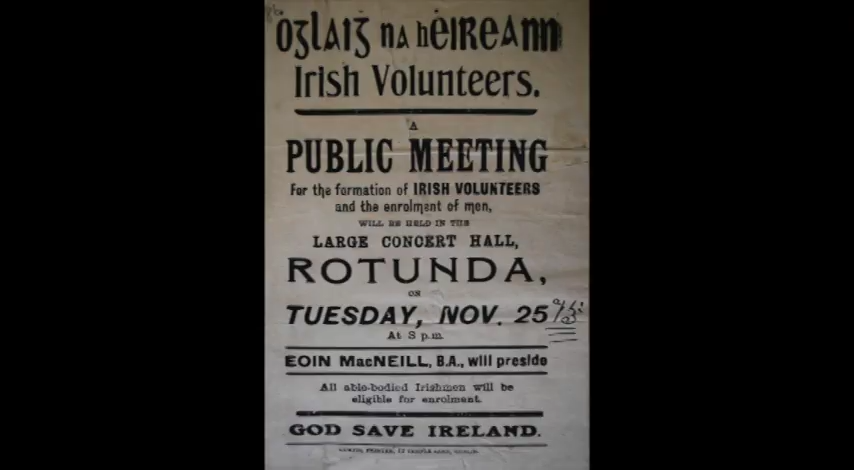 Óglaiġ na hÉireann
Irish Volunteers.
A
PUBLIC MEETING
For the formation of IRISH VOLUNTEERS
and the enrolment of men,
WILL BE HELD IN THE
LARGE CONCERT HALL,
ROTUNDA,
ON
TUESDAY, NOV. 25
At 8 p.m.
EOIN MacNEILL, B.A., will preside
All able-bodied Irishmen will be
eligible for enrolment.
GOD SAVE IRELAND.